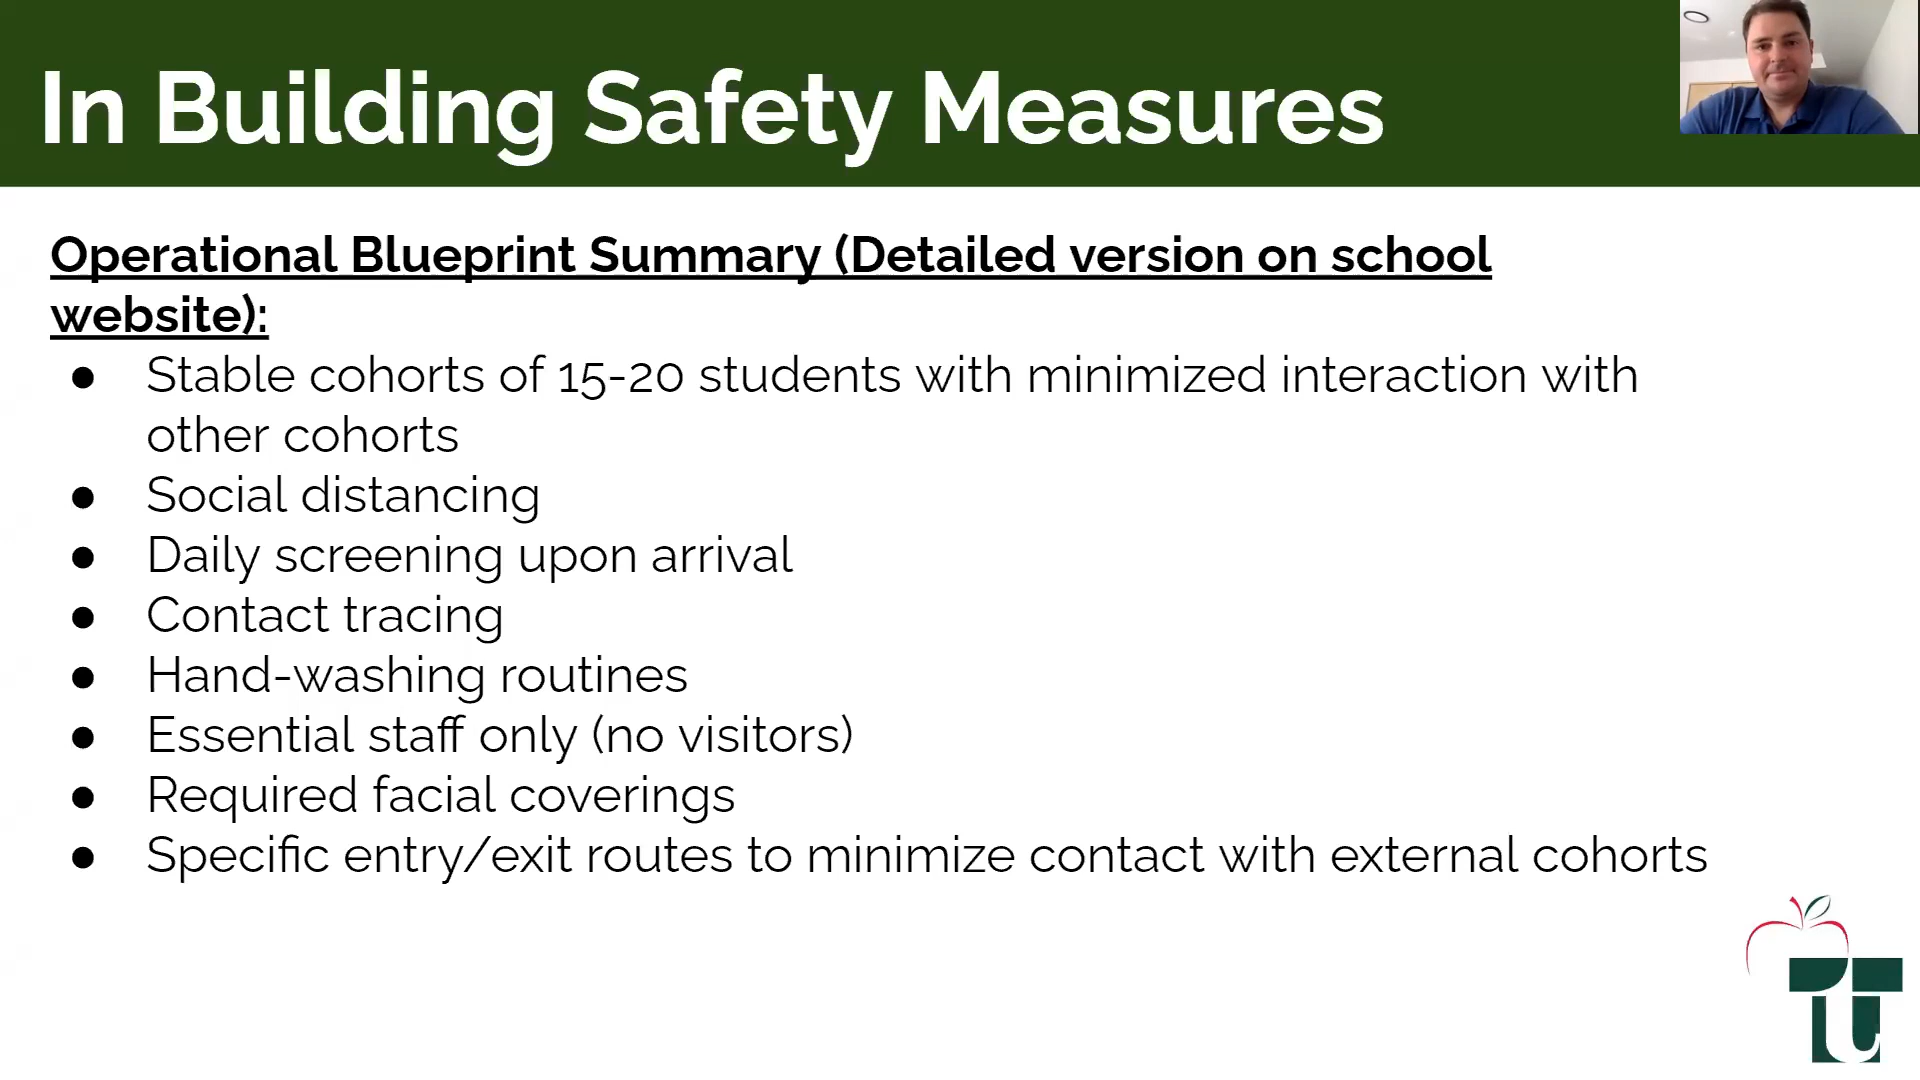 In Building Safety Measures
Operational Blueprint Summary (Detailed version on school
website):
● Stable cohorts of 15-20 students with minimized interaction with
other cohorts
● Social distancing
● Daily screening upon arrival
● Contact tracing
● Hand-washing routines
● Essential staff only (no visitors)
● Required facial coverings
● Specific entry/exit routes to minimize contact with external cohorts
TU